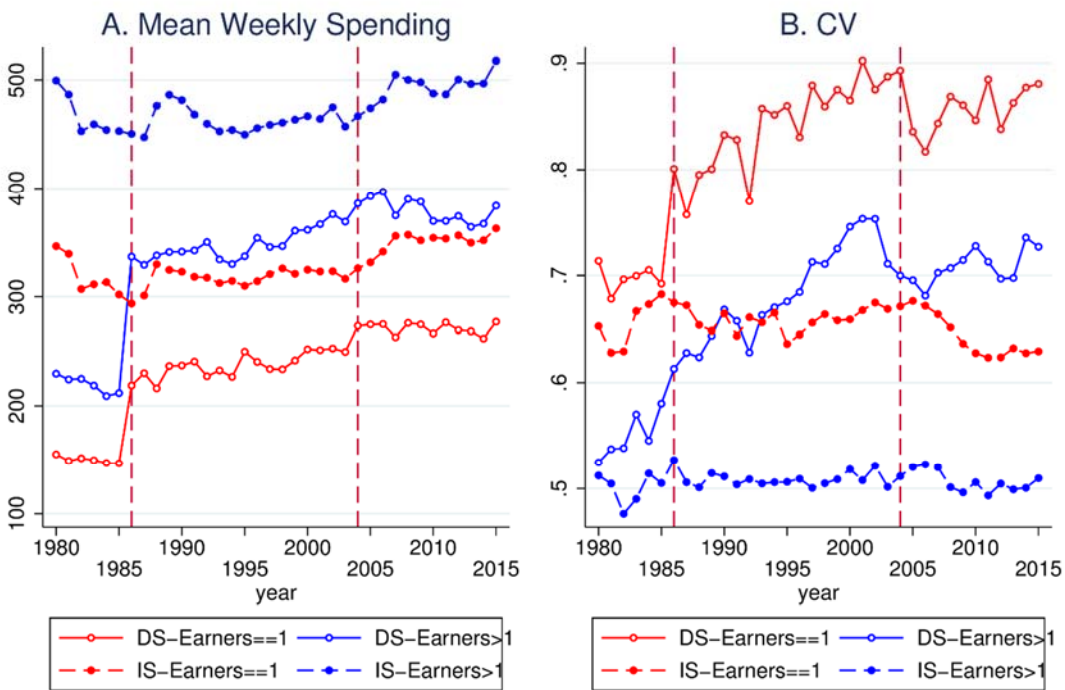 A. Mean Weekly Spending
500
400
300
200
100
1980
1985
1990
1995
2000
2005
2010
2015
year
DS−Earners==1
DS−Earners>1
IS−Earners==1
IS−Earners>1
B. CV
.9
.8
.7
.6
.5
1980
1985
1990
1995
2000
2005
2010
2015
year
DS−Earners==1
DS−Earners>1
IS−Earners==1
IS−Earners>1